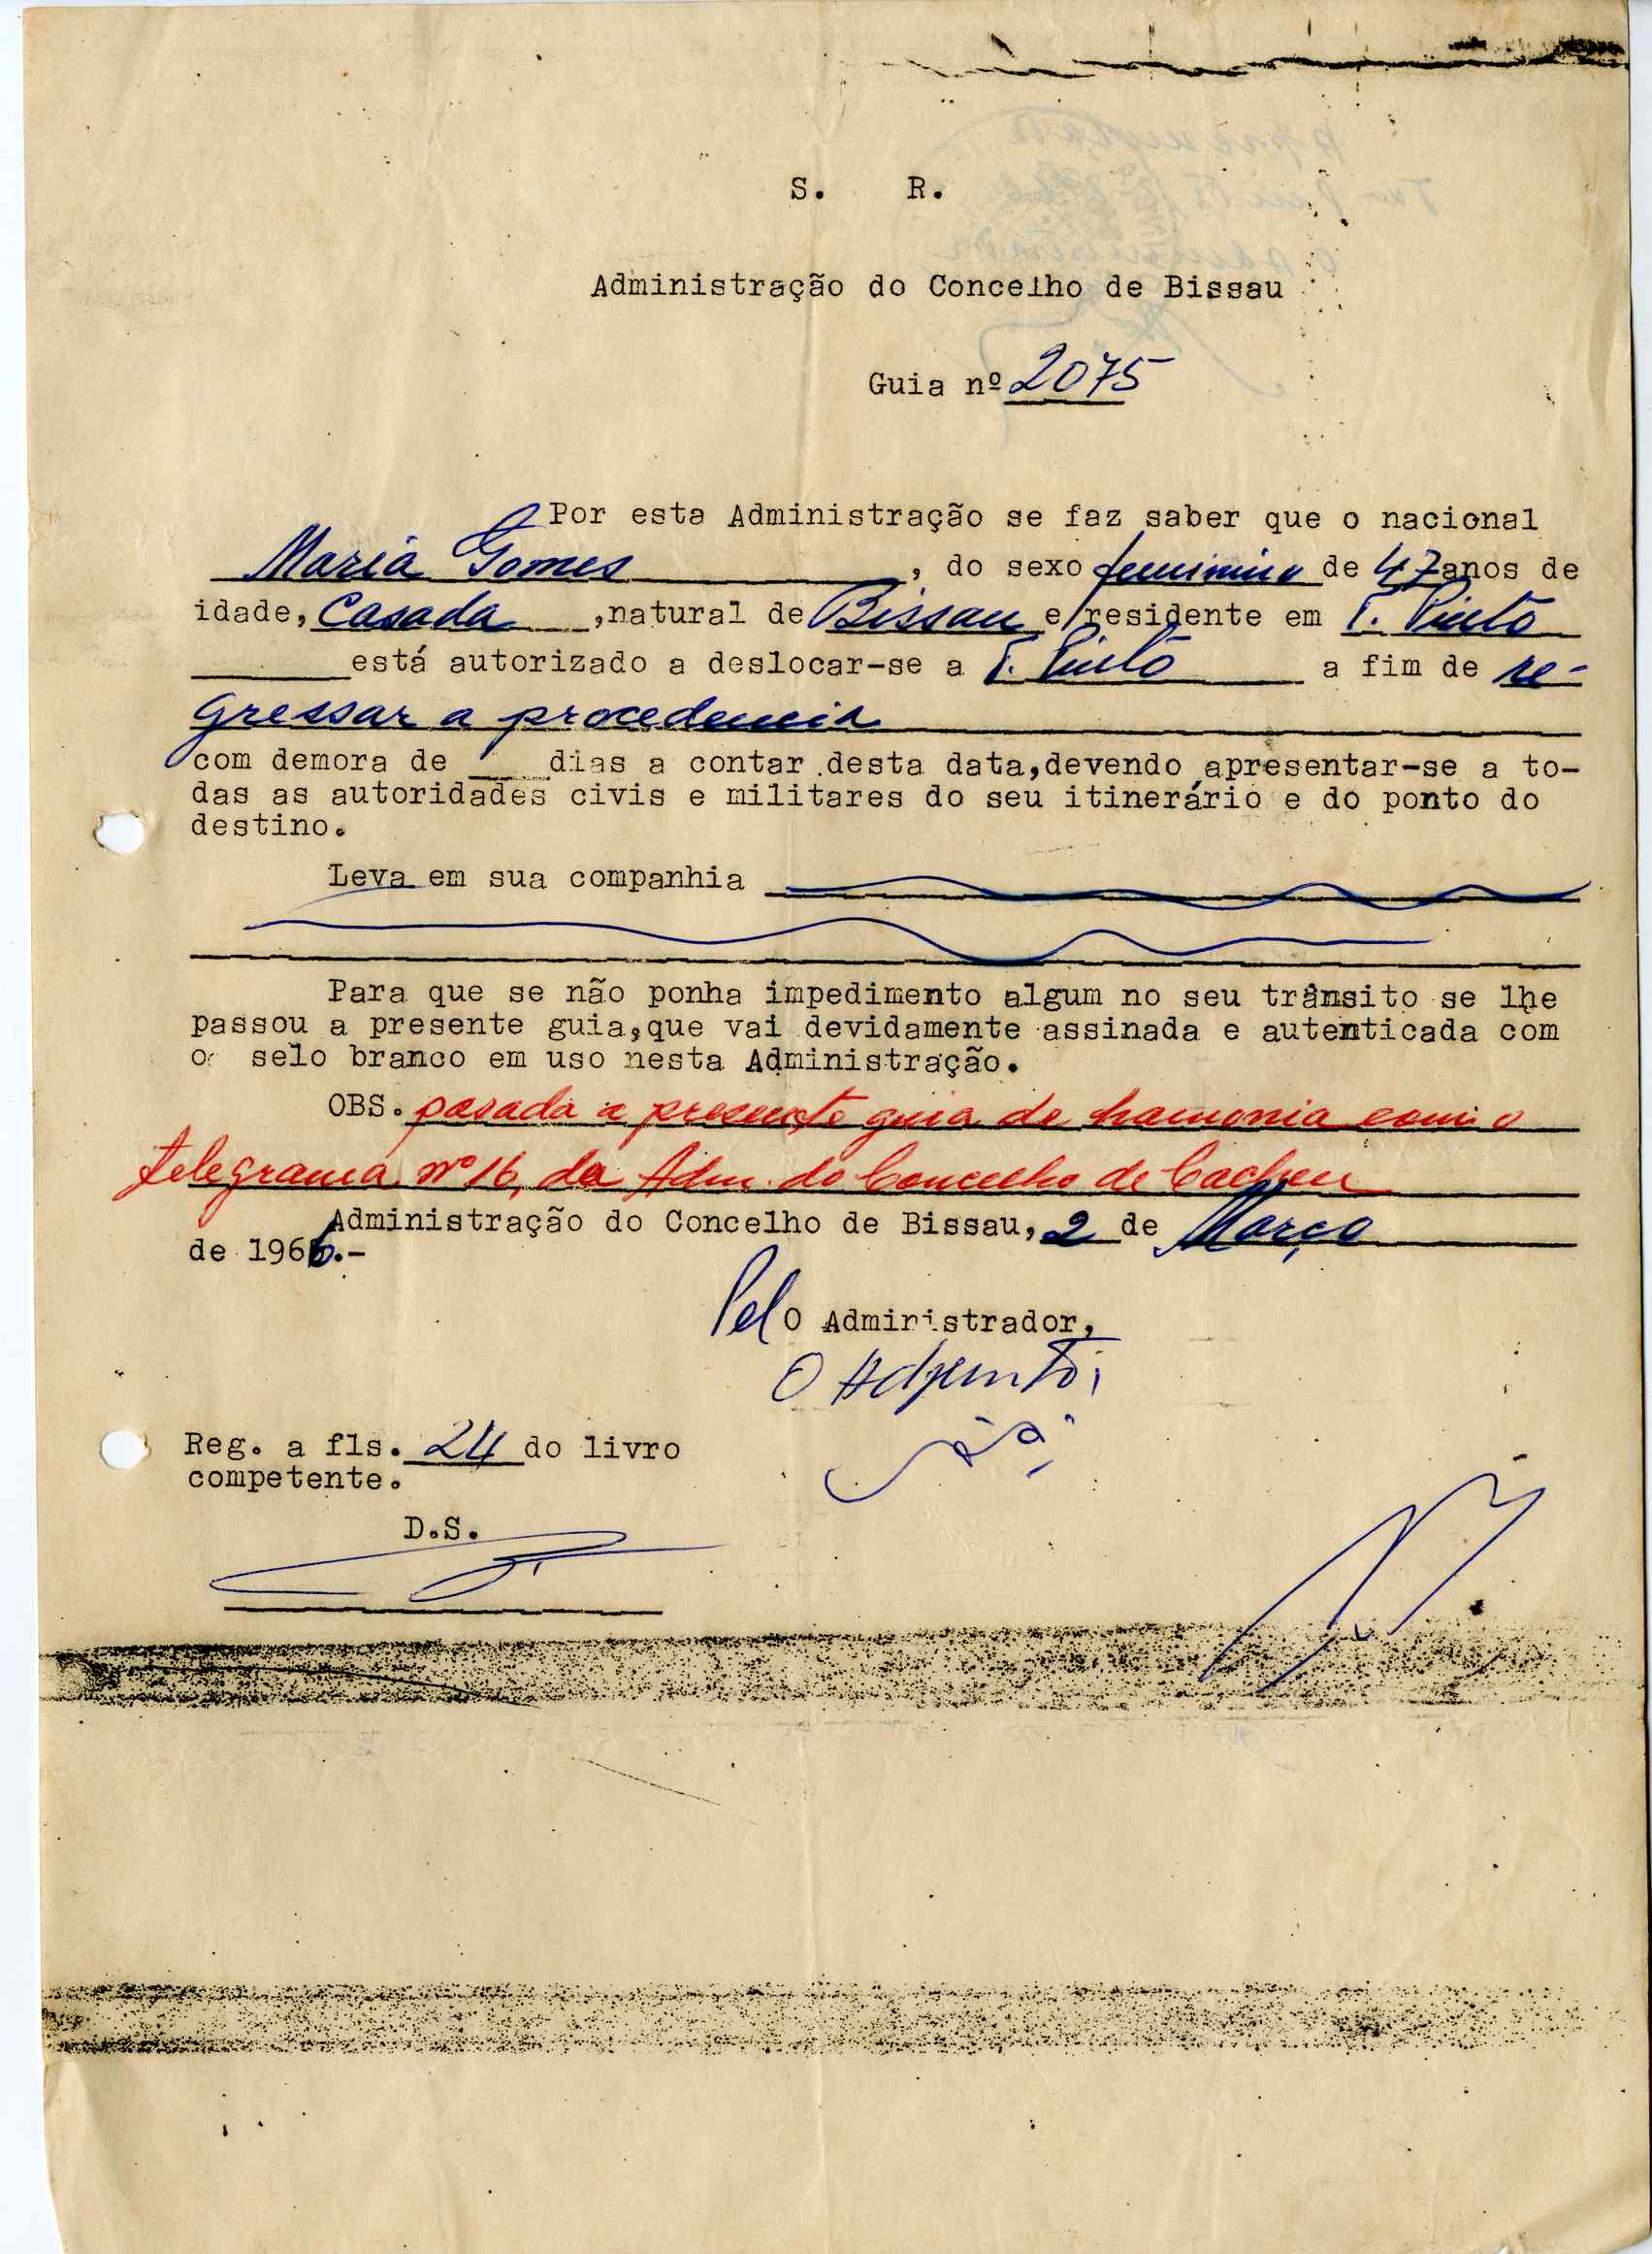 S. R.
Administração do Concelho de Bissau
Guia nº 2075
Por esta Administração se faz saber que o nacional
Maria Gomes, do sexo feminino de 47 anos de
idade, Casada, natural de Bissau e residente em T. Pinto
está autorizado a deslocar-se a T. Pinto a fim de re-
gressar a procedencia
com demora de dias a contar desta data, devendo apresentar-se a to-
das as autoridades civis e militares do seu itinerário e do ponto do
destino.
Leva em sua companhia
Para que se não ponha impedimento algum no seu trânsito se lhe
passou a presente guia, que vai devidamente assinada e autenticada com
o selo branco em uso nesta Administração.
OBS. pasada a presente guia de hamonia com o
telegrama nº 16, da Adm. do Concelho de Cacheu
Administração do Concelho de Bissau, 2 de Março
de 1966.-
Pelo Administrador,
O Adjunto,
Reg. a fls. 24 do livro
competente.
D.S.